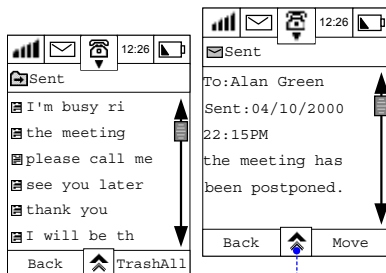 12:26
Sent
I'm busy ri
the meeting
please call me
see you later
thank you
I will be th
Back TrashAll
12:26
Sent
To:Alan Green
Sent:04/10/2000
22:15PM
the meeting has
been postponed.
Back Move